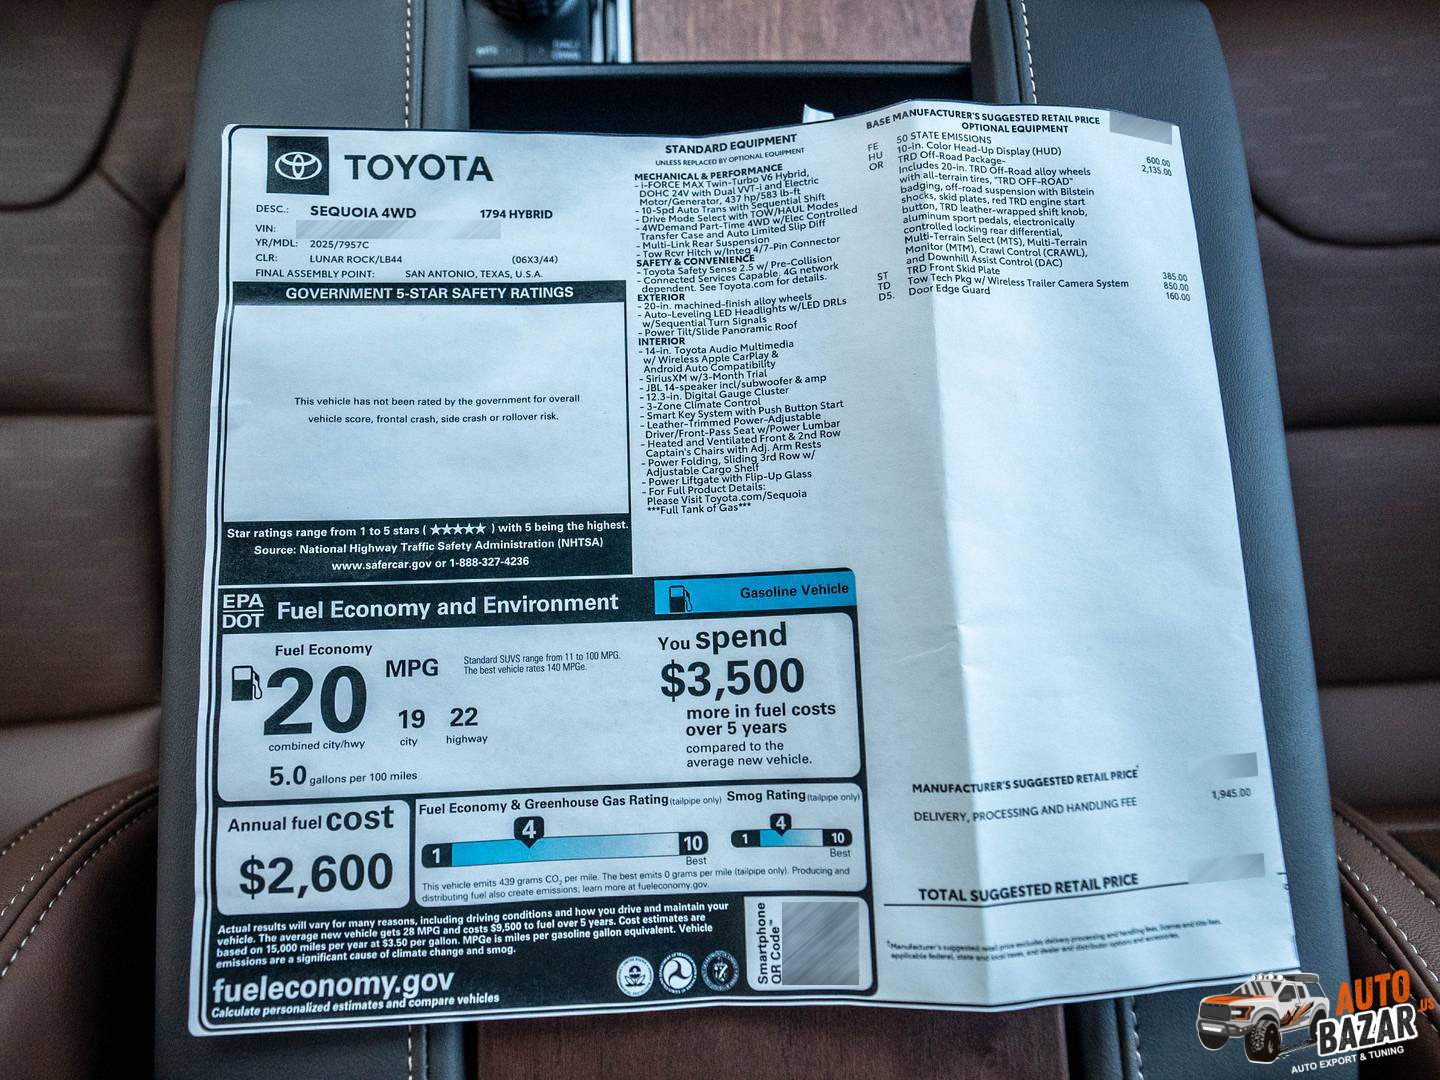 TOYOTA
DESC.: SEQUOIA 4WD 1794 HYBRID
VIN:
YR/MDL: 2025/7957C
CLR: LUNAR ROCK/LB44 (06X3/44)
FINAL ASSEMBLY POINT: SAN ANTONIO, TEXAS, U.S.A.
GOVERNMENT 5-STAR SAFETY RATINGS
This vehicle has not been rated by the government for overall
vehicle score, frontal crash, side crash or rollover risk.
Star ratings range from 1 to 5 stars ( ★★★★★ ) with 5 being the highest.
Source: National Highway Traffic Safety Administration (NHTSA)
www.safercar.gov or 1-888-327-4236
STANDARD EQUIPMENT
UNLESS REPLACED BY OPTIONAL EQUIPMENT
MECHANICAL & PERFORMANCE
- i-FORCE MAX Twin-Turbo V6 Hybrid,
DOHC 24V with Dual VVT-i and Electric
Motor/Generator, 437 hp/583 lb-ft
- 10-Spd Auto Trans with Sequential Shift
- Drive Mode Select with TOW/HAUL Modes
- 4WDemand Part-Time 4WD w/Elec Controlled
Transfer Case and Auto Limited Slip Diff
- Multi-Link Rear Suspension
- Tow Rcvr Hitch w/Integ 4/7-Pin Connector
SAFETY & CONVENIENCE
- Toyota Safety Sense 2.5 w/ Pre-Collision
- Connected Services Capable. 4G network
dependent. See Toyota.com for details.
EXTERIOR
- 20-in. machined-finish alloy wheels
- Auto-Leveling LED Headlights w/LED DRLs
w/Sequential Turn Signals
- Power Tilt/Slide Panoramic Roof
INTERIOR
- 14-in. Toyota Audio Multimedia
w/ Wireless Apple CarPlay &
Android Auto Compatibility
- SiriusXM w/3-Month Trial
- JBL 14-speaker incl/subwoofer & amp
- 12.3-in. Digital Gauge Cluster
- 3-Zone Climate Control
- Smart Key System with Push Button Start
- Leather-Trimmed Power-Adjustable
Driver/Front-Pass Seat w/Power Lumbar
- Heated and Ventilated Front & 2nd Row
Captain's Chairs with Adj. Arm Rests
- Power Folding, Sliding 3rd Row w/
Adjustable Cargo Shelf
- Power Liftgate with Flip-Up Glass
- For Full Product Details:
Please Visit Toyota.com/Sequoia
***Full Tank of Gas***
BASE MANUFACTURER'S SUGGESTED RETAIL PRICE
OPTIONAL EQUIPMENT
FE 50 STATE EMISSIONS
HU 10-in. Color Head-Up Display (HUD) 600.00
OR TRD Off-Road Package- 2,135.00
Includes 20-in. TRD Off-Road alloy wheels
with all-terrain tires, "TRD OFF-ROAD"
badging, off-road suspension with Bilstein
shocks, skid plates, red TRD engine start
button, TRD leather-wrapped shift knob,
aluminum sport pedals, electronically
controlled locking rear differential,
Multi-Terrain Select (MTS), Multi-Terrain
Monitor (MTM), Crawl Control (CRAWL),
and Downhill Assist Control (DAC)
ST TRD Front Skid Plate 385.00
TD Tow Tech Pkg w/ Wireless Trailer Camera System 850.00
D5. Door Edge Guard 160.00
MANUFACTURER'S SUGGESTED RETAIL PRICE†
DELIVERY, PROCESSING AND HANDLING FEE 1,945.00
TOTAL SUGGESTED RETAIL PRICE
†Manufacturer's suggested retail price excludes delivery processing and handling fee, license and title fees,
applicable federal, state and local taxes, and dealer and distributor options and accessories.
EPA
DOT
Fuel Economy and Environment
Gasoline Vehicle
Fuel Economy
20 MPG
combined city/hwy
19 city
22 highway
5.0 gallons per 100 miles
Standard SUVS range from 11 to 100 MPG.
The best vehicle rates 140 MPGe.
You spend
$3,500
more in fuel costs
over 5 years
compared to the
average new vehicle.
Annual fuel cost
$2,600
Fuel Economy & Greenhouse Gas Rating (tailpipe only)
4
1 10
Best
Smog Rating (tailpipe only)
4
1 10
Best
This vehicle emits 439 grams CO2 per mile. The best emits 0 grams per mile (tailpipe only). Producing and
distributing fuel also create emissions; learn more at fueleconomy.gov.
Actual results will vary for many reasons, including driving conditions and how you drive and maintain your
vehicle. The average new vehicle gets 28 MPG and costs $9,500 to fuel over 5 years. Cost estimates are
based on 15,000 miles per year at $3.50 per gallon. MPGe is miles per gasoline gallon equivalent. Vehicle
emissions are a significant cause of climate change and smog.
fueleconomy.gov
Calculate personalized estimates and compare vehicles
Smartphone
QR Code™
AUTO
BAZAR.US
AUTO EXPORT & TUNING